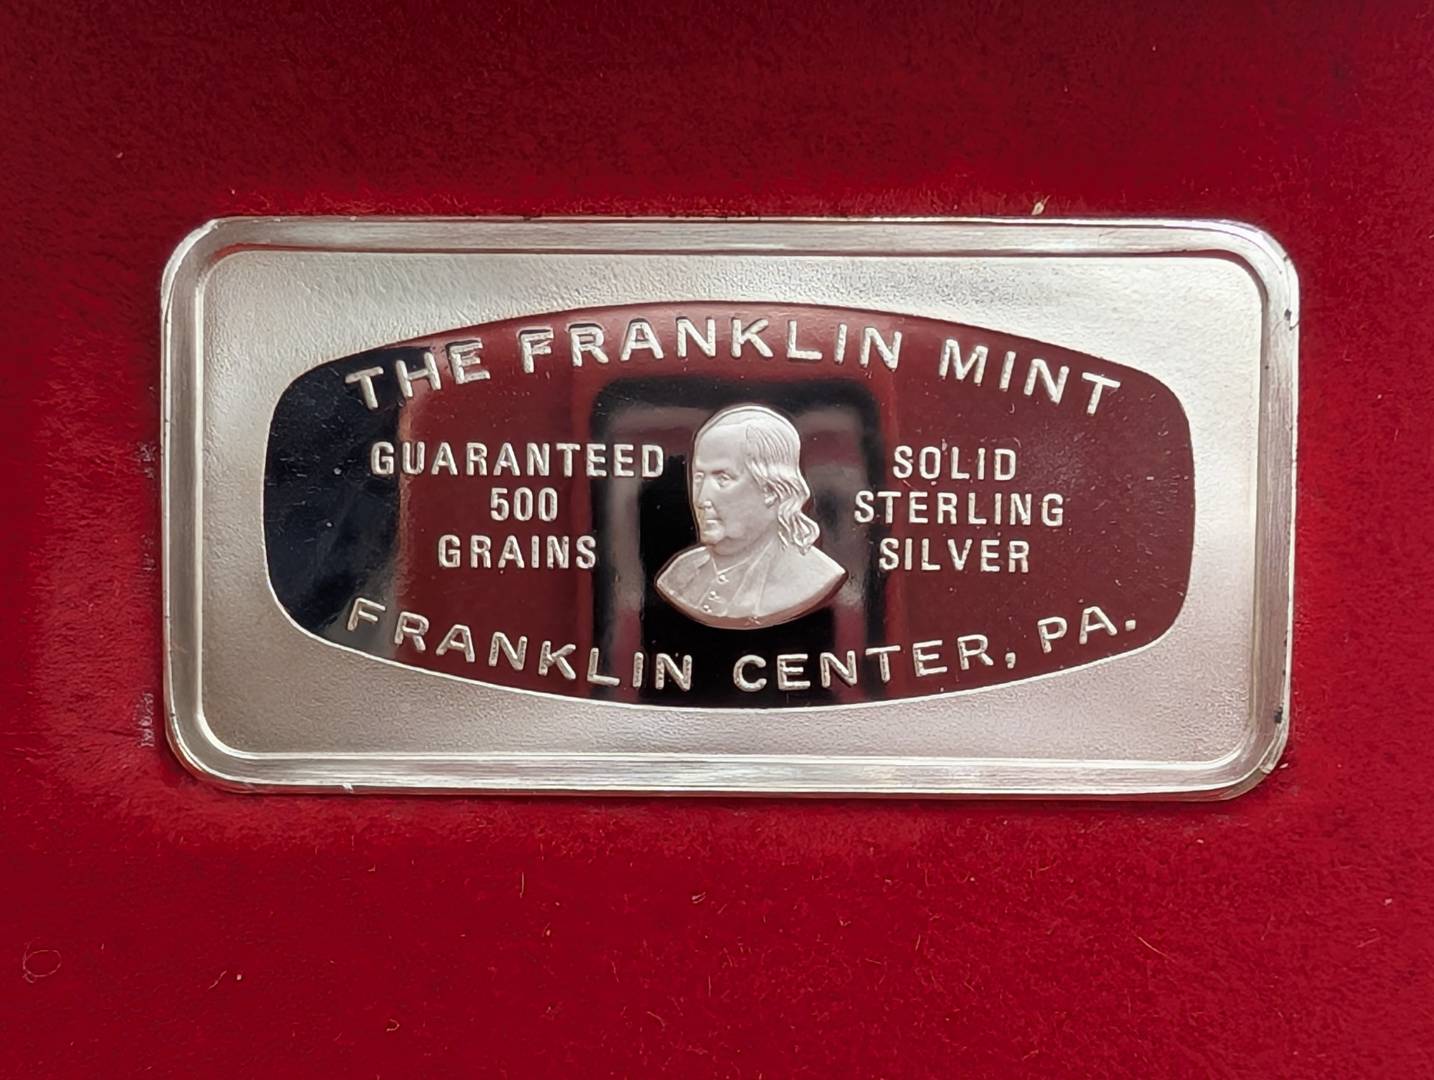 THE FRANKLIN MINT
GUARANTEED
500
GRAINS
SOLID
STERLING
SILVER
FRANKLIN CENTER, PA.